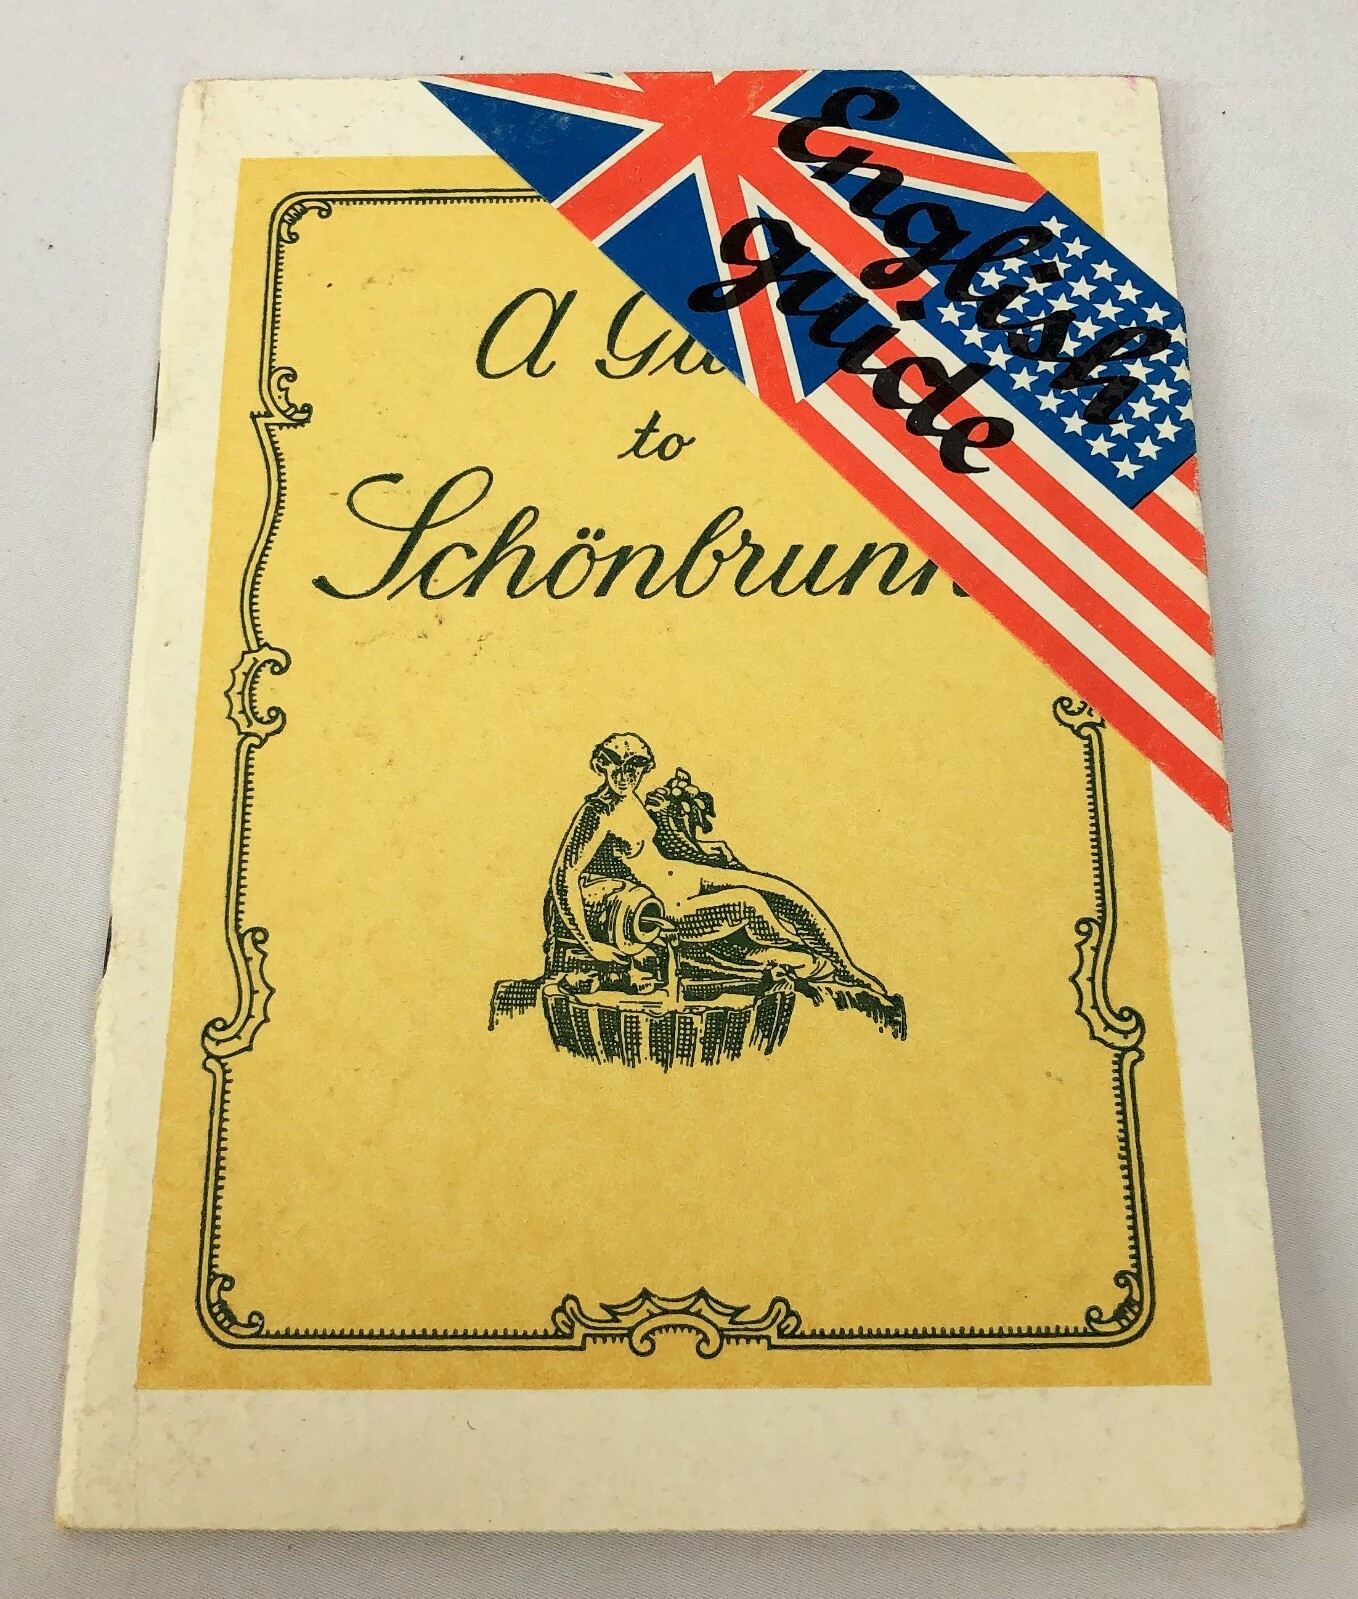 English
guide
A Gu
to
Schönbrunn